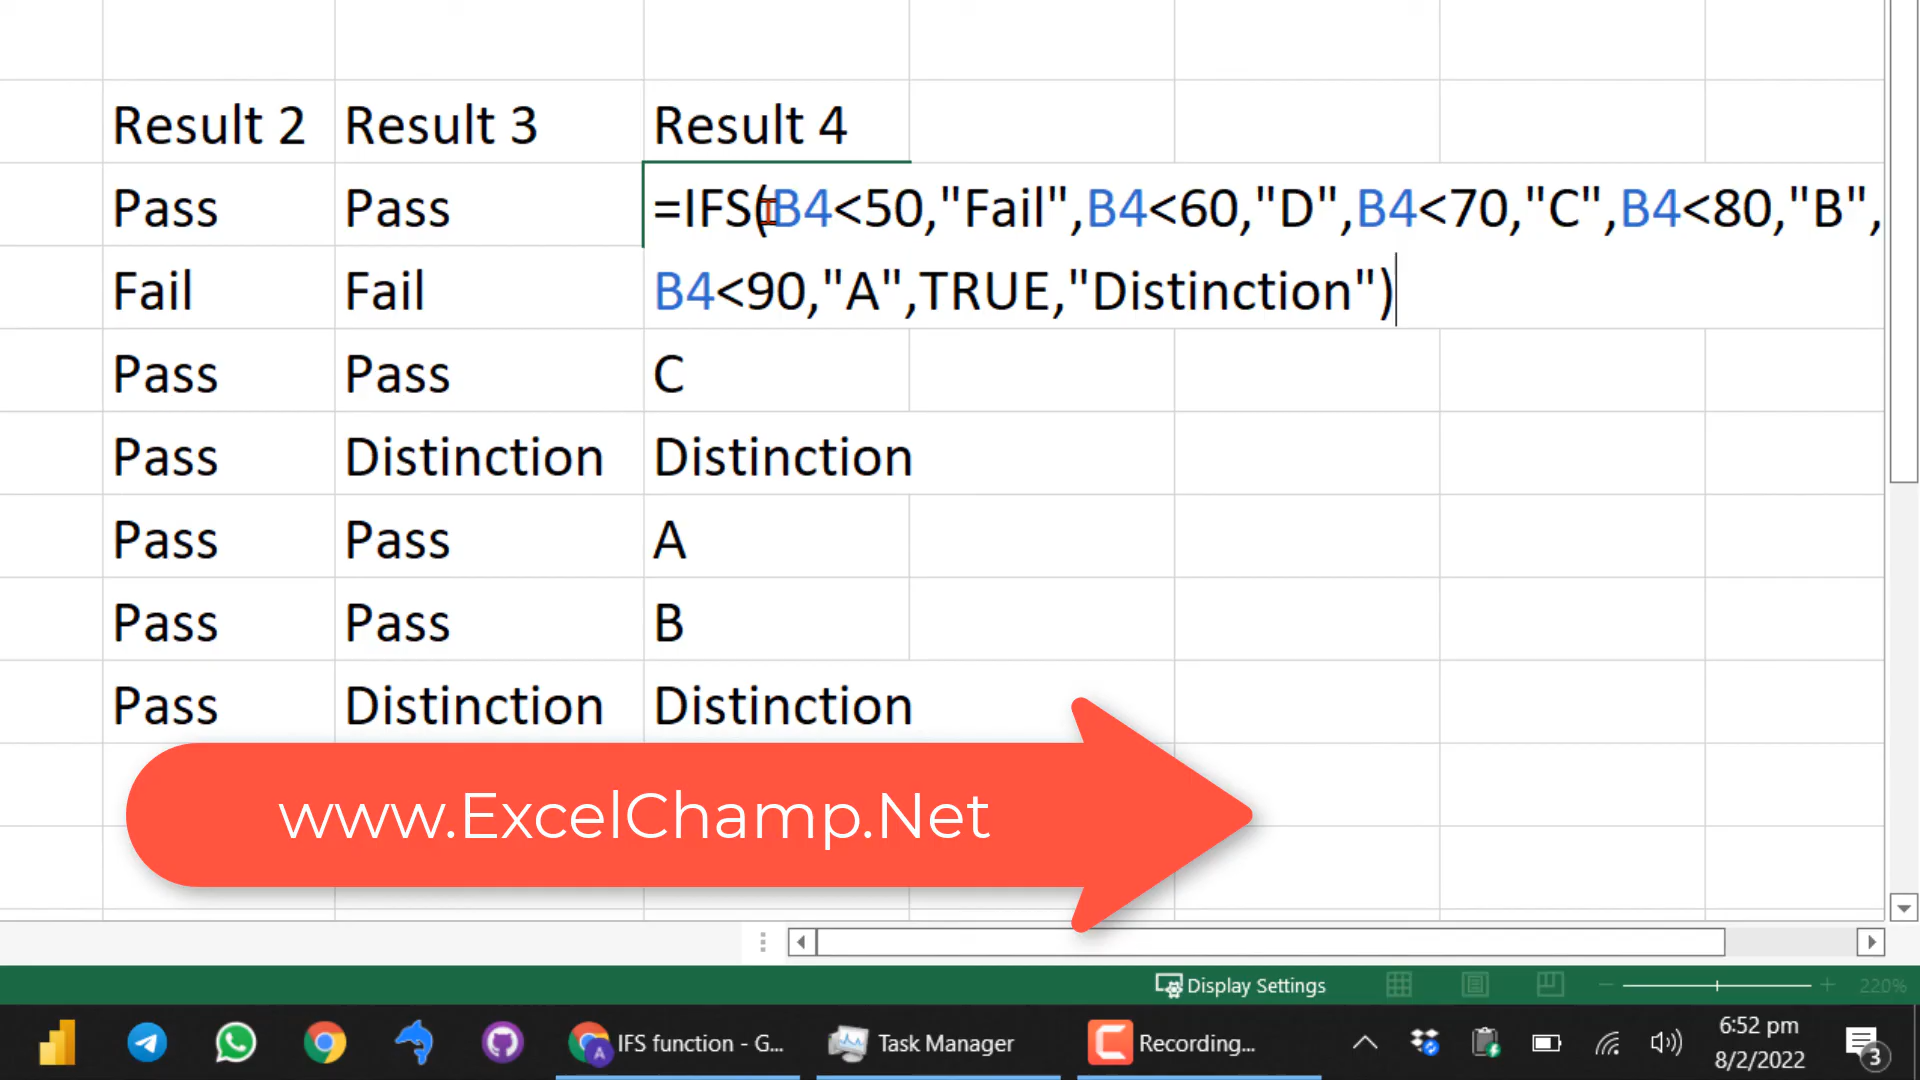 Result 2 Result 3 Result 4
Pass Pass =IFS(B4<50,"Fail",B4<60,"D",B4<70,"C",B4<80,"B",
Fail Fail B4<90,"A",TRUE,"Distinction")
Pass Pass C
Pass Distinction Distinction
Pass Pass A
Pass Pass B
Pass Distinction Distinction
www.ExcelChamp.Net
Display Settings 220%
A IFS function - G... Task Manager Recording... 6:52 pm
8/2/2022 3